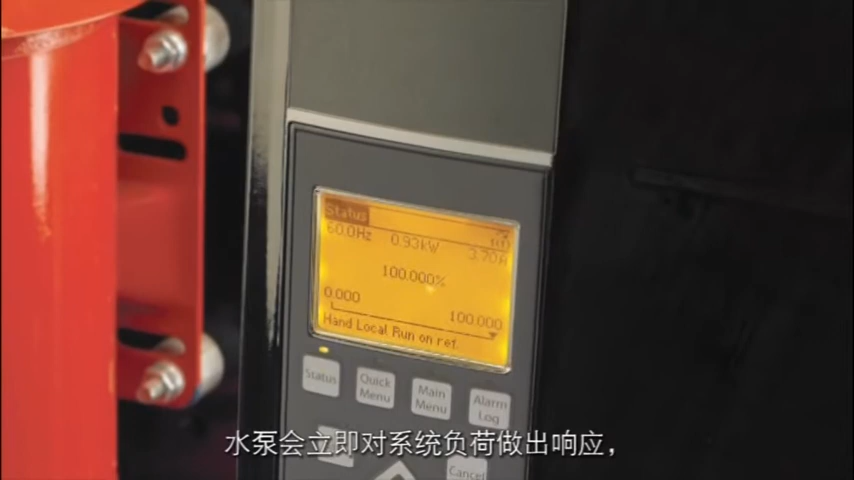 Status
60.0Hz 0.93kW 3.70A
100.000%
0.000
100.000
Hand Local Run on ref.
Status
Quick Menu
Main Menu
Alarm Log
Cancel
水泵会立即对系统负荷做出响应，